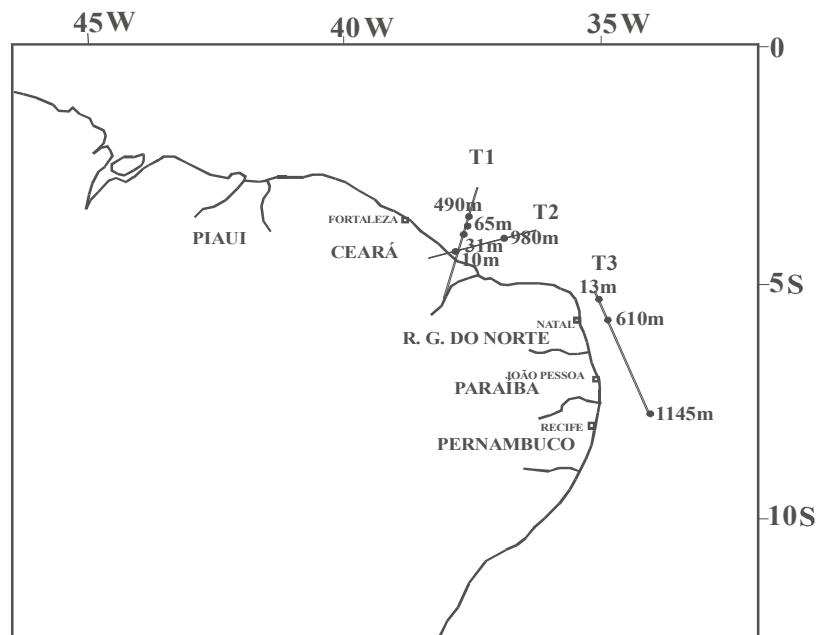 45W 40W 35W
0
T1
490m
65m
T2
FORTALEZA
980m
PIAUI
CEARÁ
31m
10m
T3
5S
13m
610m
NATAL
R. G. DO NORTE
JOÃO PESSOA
PARAÍBA
1145m
RECIFE
PERNAMBUCO
10S